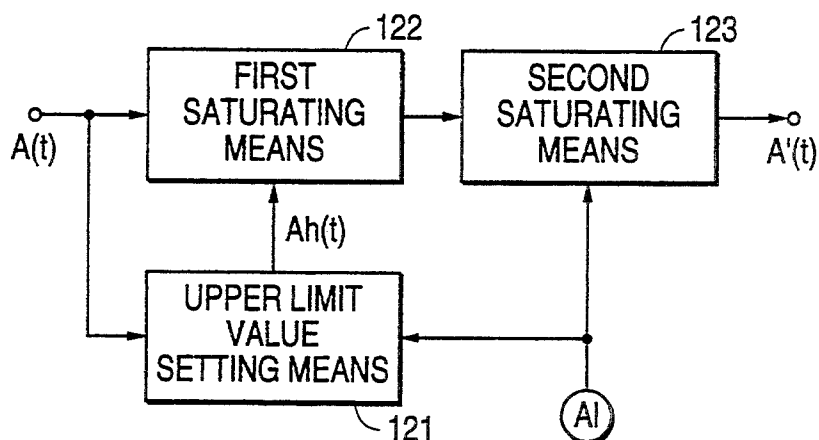 122
123
FIRST
SATURATING
MEANS
SECOND
SATURATING
MEANS
A(t)
A'(t)
Ah(t)
UPPER LIMIT
VALUE
SETTING MEANS
121
Al